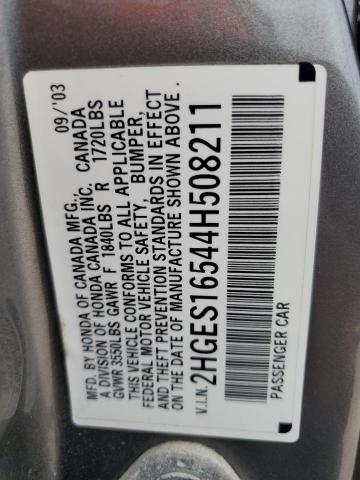 MFD. BY HONDA OF CANADA MFG., 09/'03
A DIVISION OF HONDA CANADA INC. CANADA
GVWR 3550LBS GAWR F 1840LBS R 1720LBS
THIS VEHICLE CONFORMS TO ALL APPLICABLE
FEDERAL MOTOR VEHICLE SAFETY, BUMPER,
AND THEFT PREVENTION STANDARDS IN EFFECT
ON THE DATE OF MANUFACTURE SHOWN ABOVE.
V.I.N.: 2HGES16544H508211
PASSENGER CAR